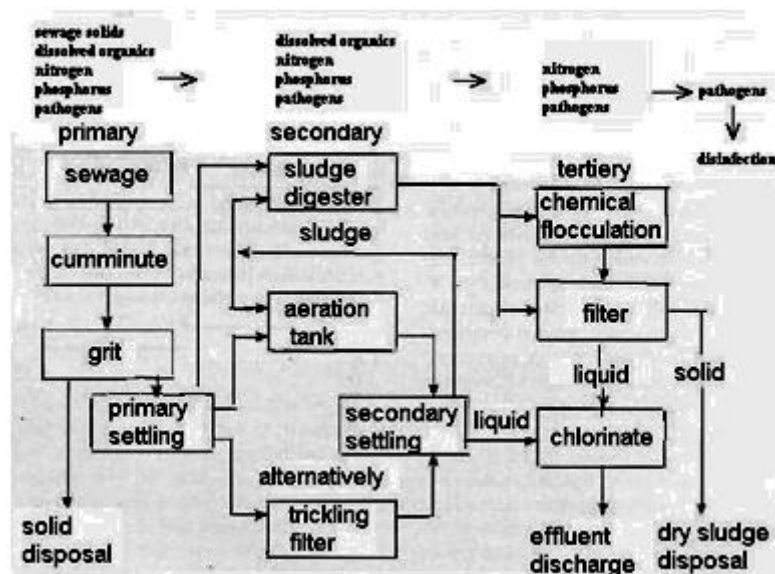 sewage solids
dissolved organics
nitrogen
phosphorus
pathogens
dissolved organics
nitrogen
phosphorus
pathogens
nitrogen
phosphorus
pathogens
pathogens
disinfection
primary
secondary
tertiery
sewage
cumminute
grit
primary
settling
solid
disposal
sludge
digester
sludge
aeration
tank
secondary
settling
alternatively
trickling
filter
liquid
chemical
flocculation
filter
liquid
solid
chlorinate
effluent
discharge
dry sludge
disposal